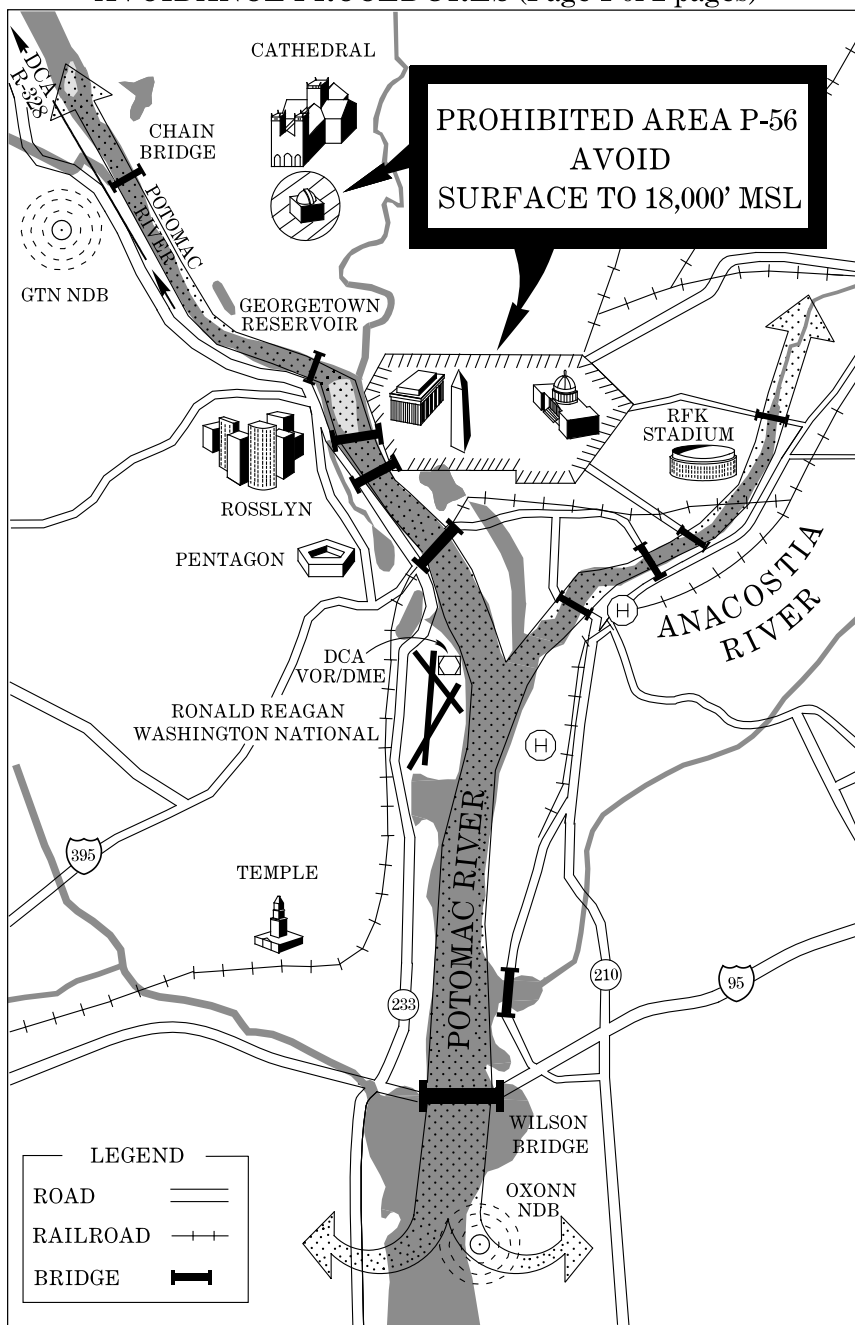 AVOIDANCE PROCEDURES (Page 1 of 2 pages)
CATHEDRAL
DCA
R-328
PROHIBITED AREA P-56
AVOID
SURFACE TO 18,000' MSL
CHAIN
BRIDGE
POTOMAC
RIVER
GTN NDB
GEORGETOWN
RESERVOIR
RFK
STADIUM
ROSSLYN
PENTAGON
ANACOSTIA
RIVER
H
DCA
VOR/DME
RONALD REAGAN
WASHINGTON NATIONAL
H
POTOMAC RIVER
395
TEMPLE
233
210
95
WILSON
BRIDGE
OXONN
NDB
LEGEND
ROAD
RAILROAD
BRIDGE